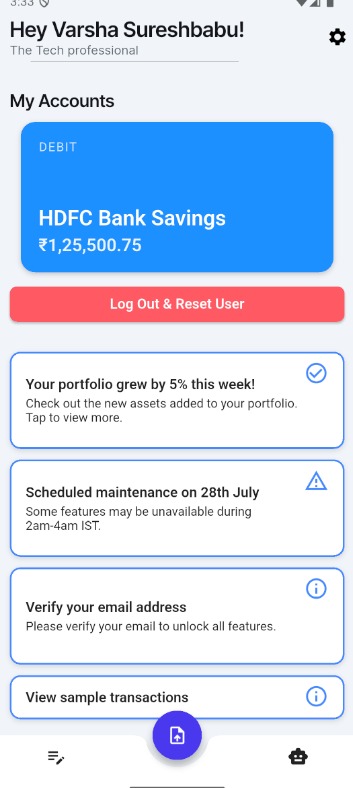 3:33
Hey Varsha Sureshbabu!
The Tech professional
My Accounts
DEBIT
HDFC Bank Savings
₹1,25,500.75
Log Out & Reset User
Your portfolio grew by 5% this week!
Check out the new assets added to your portfolio.
Tap to view more.
Scheduled maintenance on 28th July
Some features may be unavailable during
2am-4am IST.
Verify your email address
Please verify your email to unlock all features.
View sample transactions